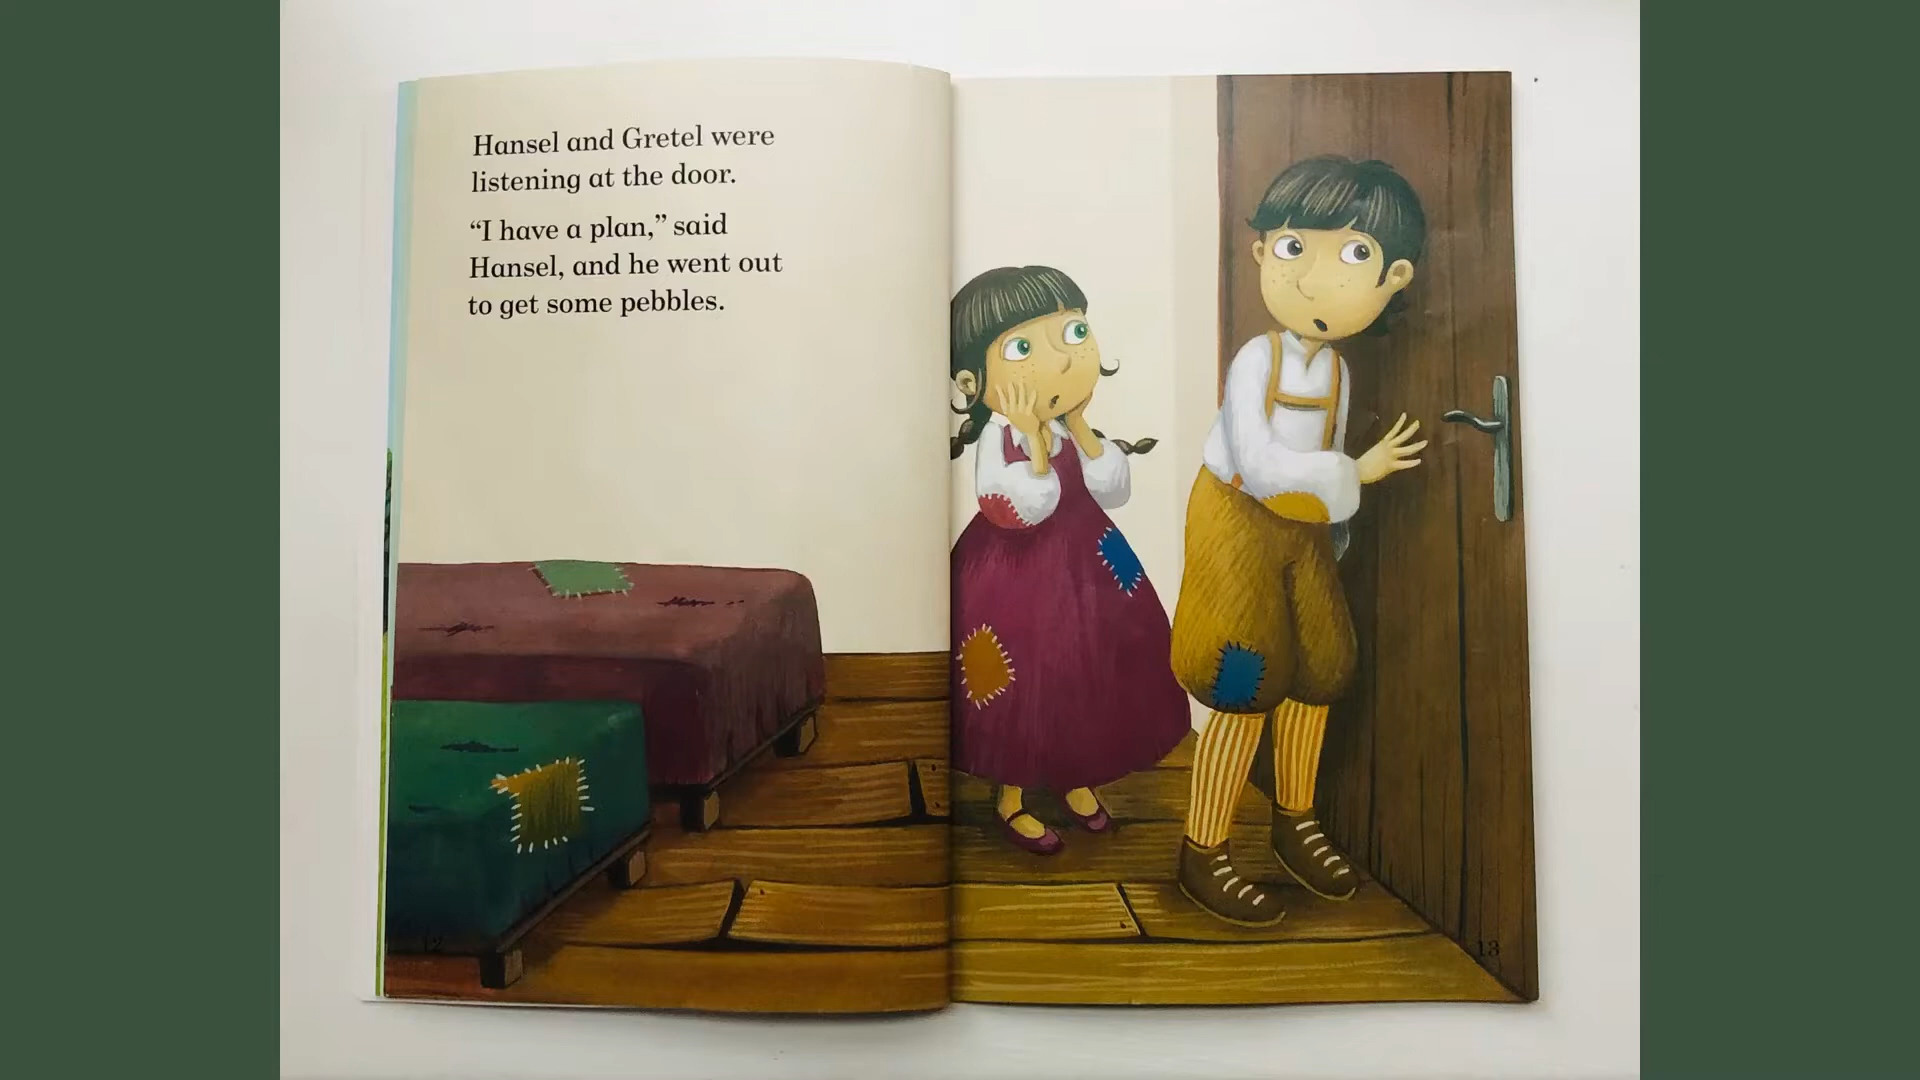 Hansel and Gretel were
listening at the door.
“I have a plan,” said
Hansel, and he went out
to get some pebbles.
12
13